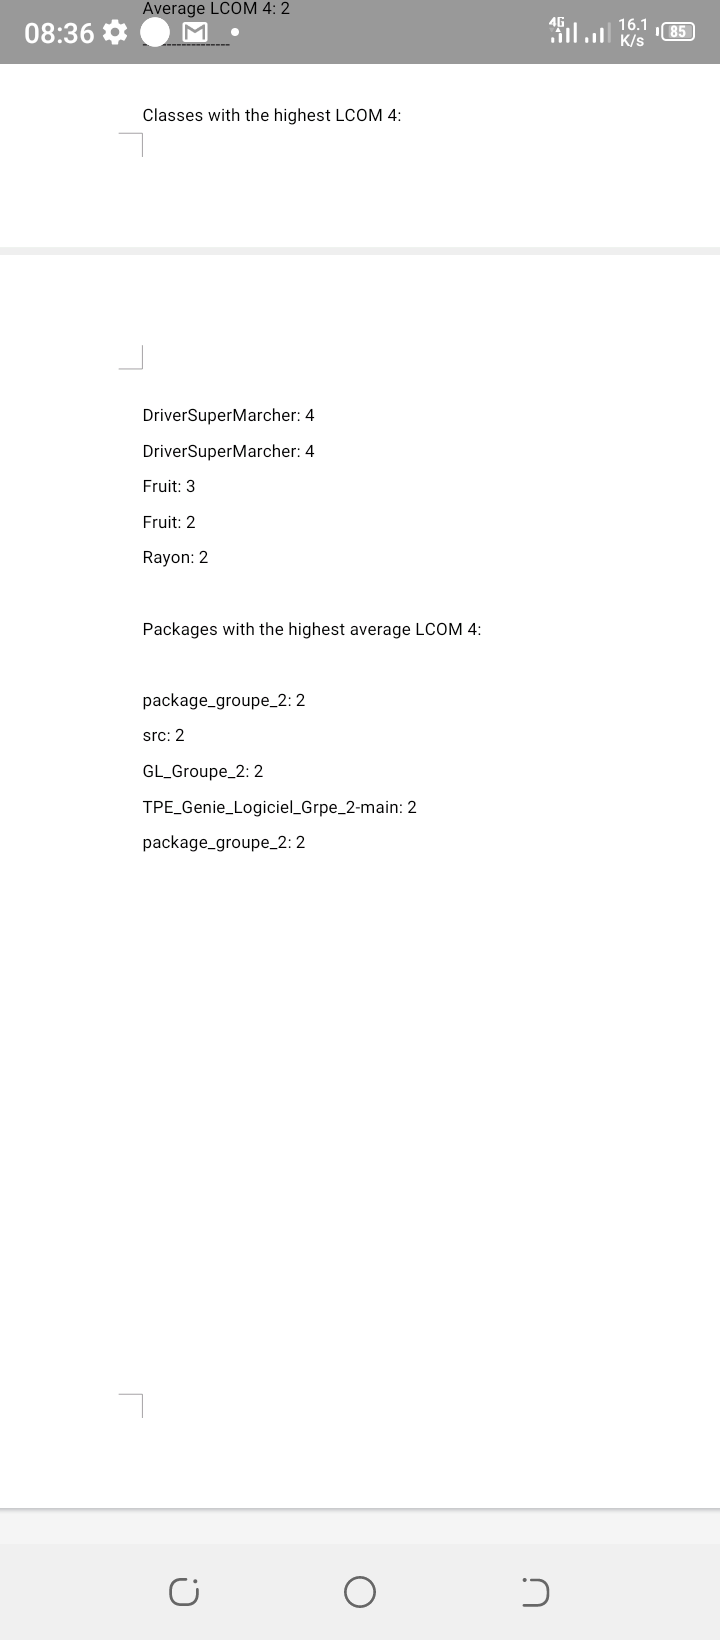 Average LCOM 4: 2
08:36
4G
16.1
K/s
85
---------------
Classes with the highest LCOM 4:
DriverSuperMarcher: 4
DriverSuperMarcher: 4
Fruit: 3
Fruit: 2
Rayon: 2
Packages with the highest average LCOM 4:
package_groupe_2: 2
src: 2
GL_Groupe_2: 2
TPE_Genie_Logiciel_Grpe_2-main: 2
package_groupe_2: 2